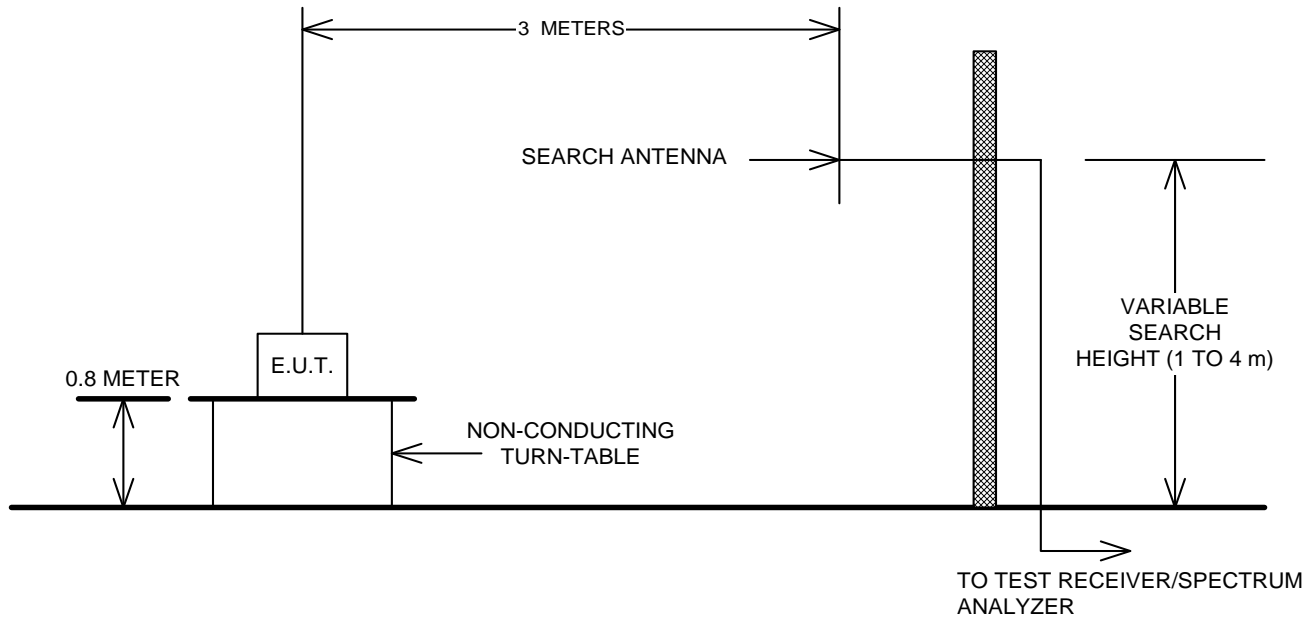 3 METERS
SEARCH ANTENNA
VARIABLE
SEARCH
HEIGHT (1 TO 4 m)
E.U.T.
0.8 METER
NON-CONDUCTING
TURN-TABLE
TO TEST RECEIVER/SPECTRUM
ANALYZER